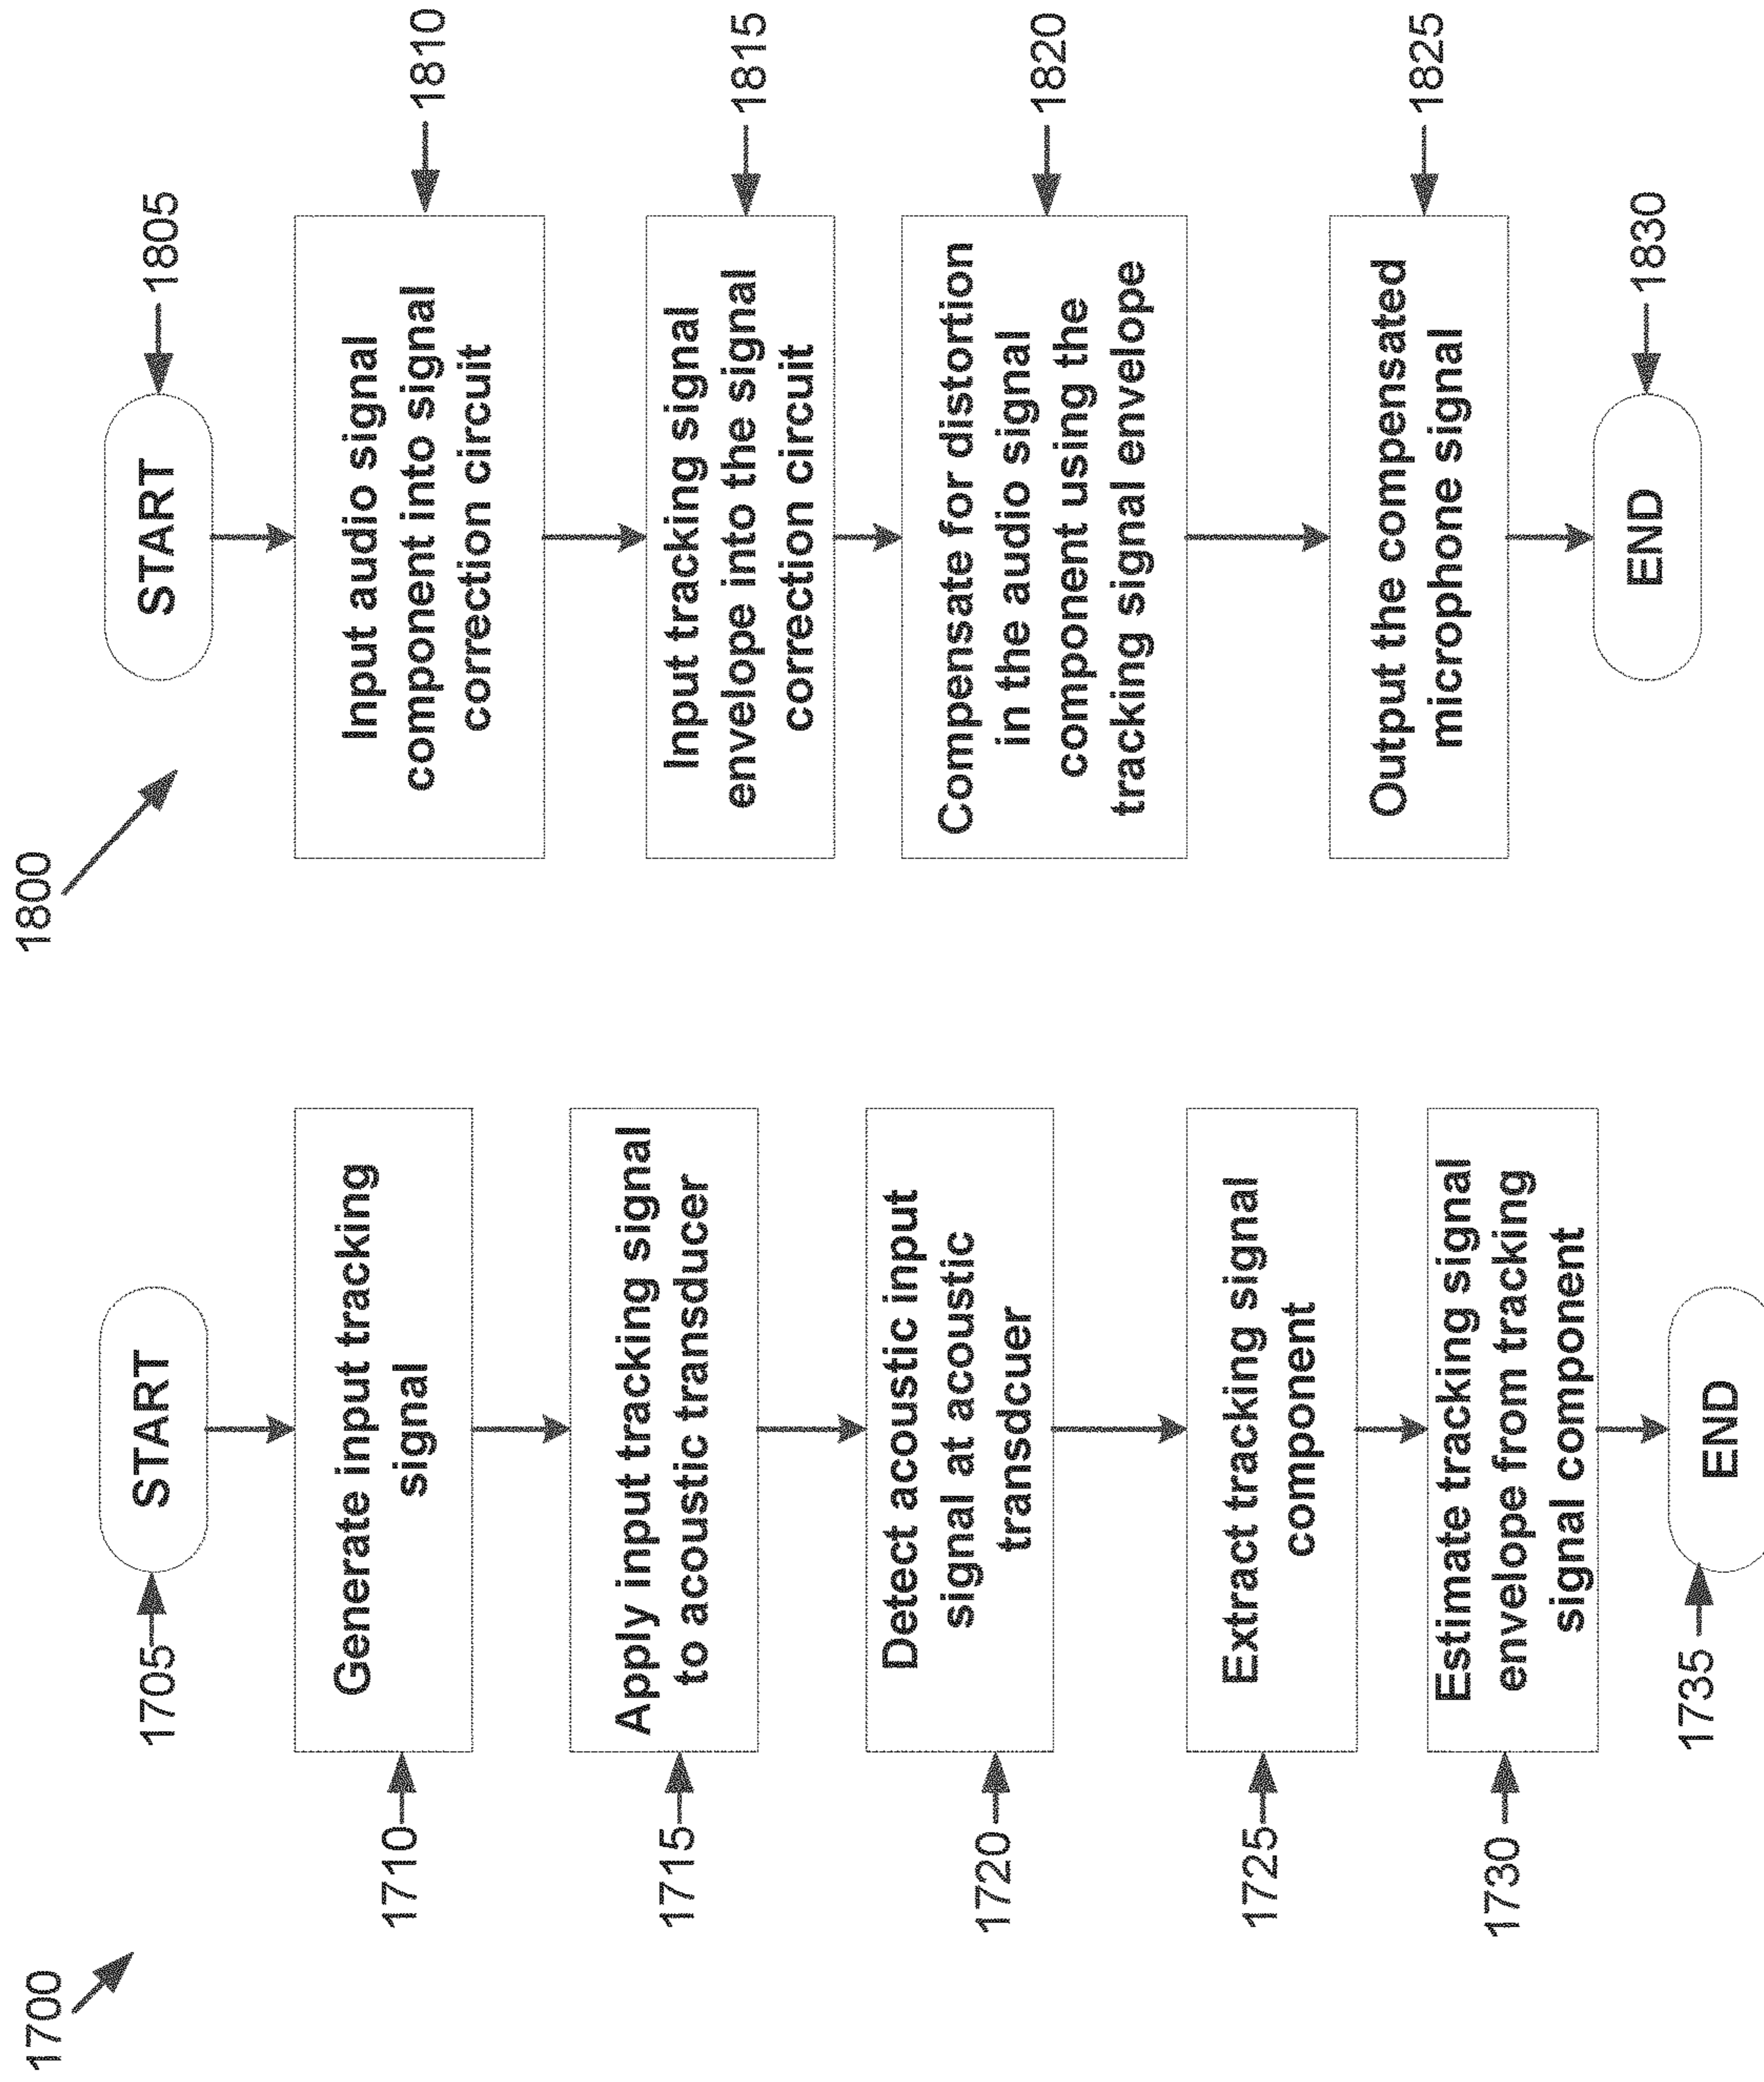 1700
1705
START
1710
Generate input tracking
signal
1715
Apply input tracking signal
to acoustic transducer
1720
Detect acoustic input
signal at acoustic
transdcuer
1725
Extract tracking signal
component
1730
Estimate tracking signal
envelope from tracking
signal component
1735
END
1800
START
1805
Input audio signal
component into signal
correction circuit
1810
Input tracking signal
envelope into the signal
correction circuit
1815
Compensate for distortion
in the audio signal
component using the
tracking signal envelope
1820
Output the compensated
microphone signal
1825
END
1830